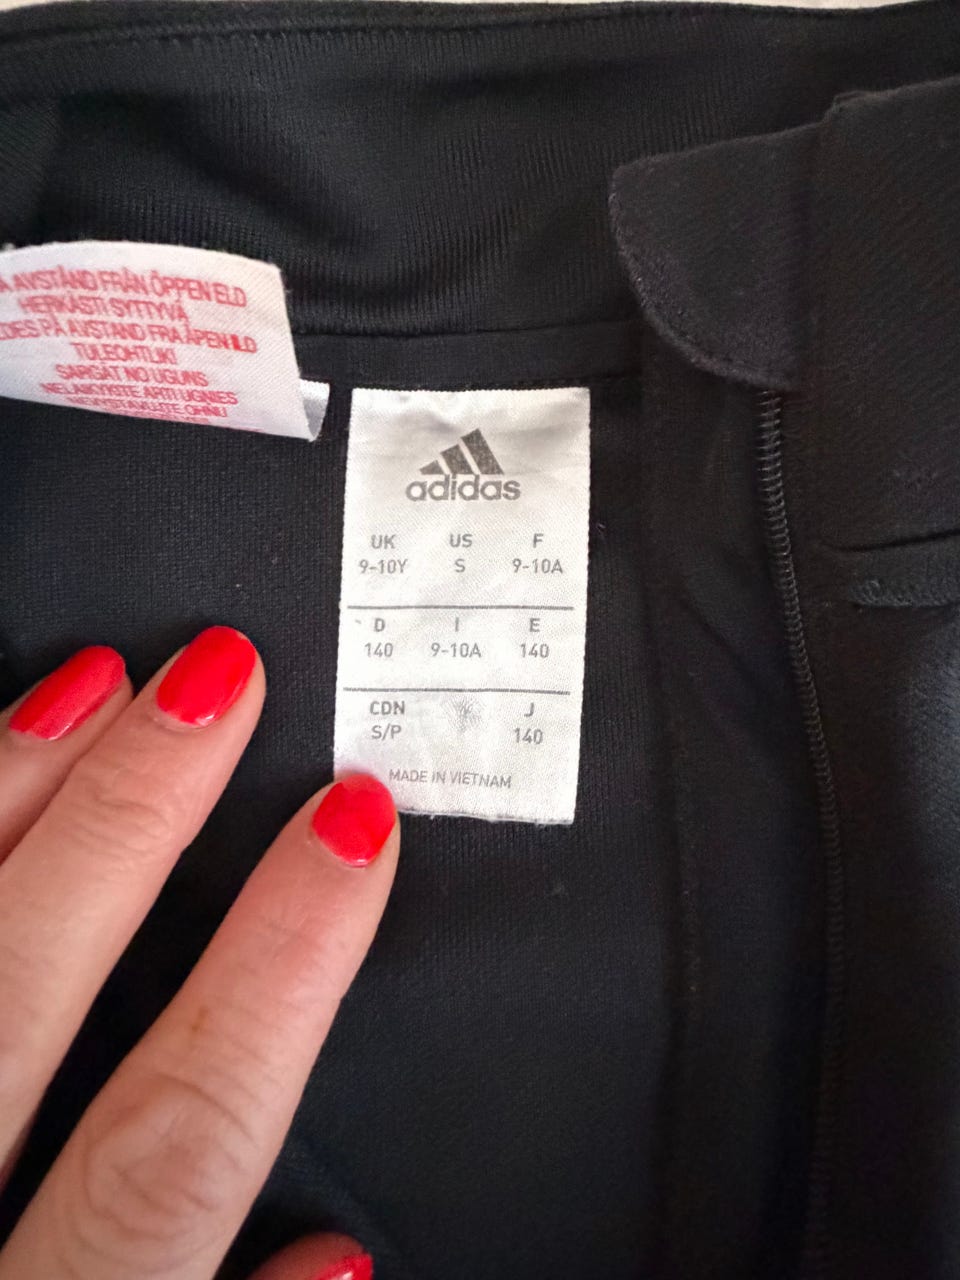 AVSTÅND FRÅN ÖPPEN ELD
HERKÄSTI SYTTYVÄ
PÅ AVSTAND FRA ÅPEN ILD
TULEOHTLIK!
SARGĀT NO UGUNS
NELAIKYKITE ARTI UGNIES
adidas
UK US F
9-10Y S 9-10A
D I E
140 9-10A 140
CDN J
S/P 140
MADE IN VIETNAM